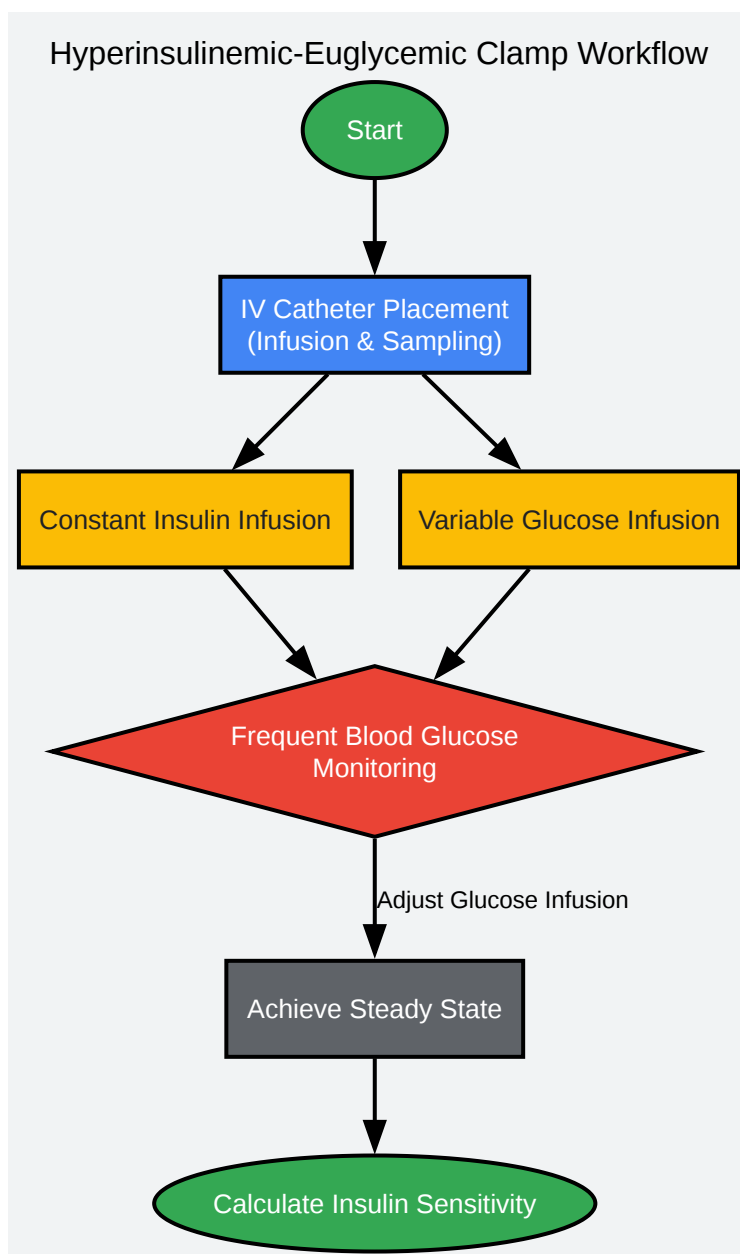 Hyperinsulinemic-Euglycemic Clamp Workflow
Start
IV Catheter Placement
(Infusion & Sampling)
Constant Insulin Infusion
Variable Glucose Infusion
Frequent Blood Glucose
Monitoring
Adjust Glucose Infusion
Achieve Steady State
Calculate Insulin Sensitivity